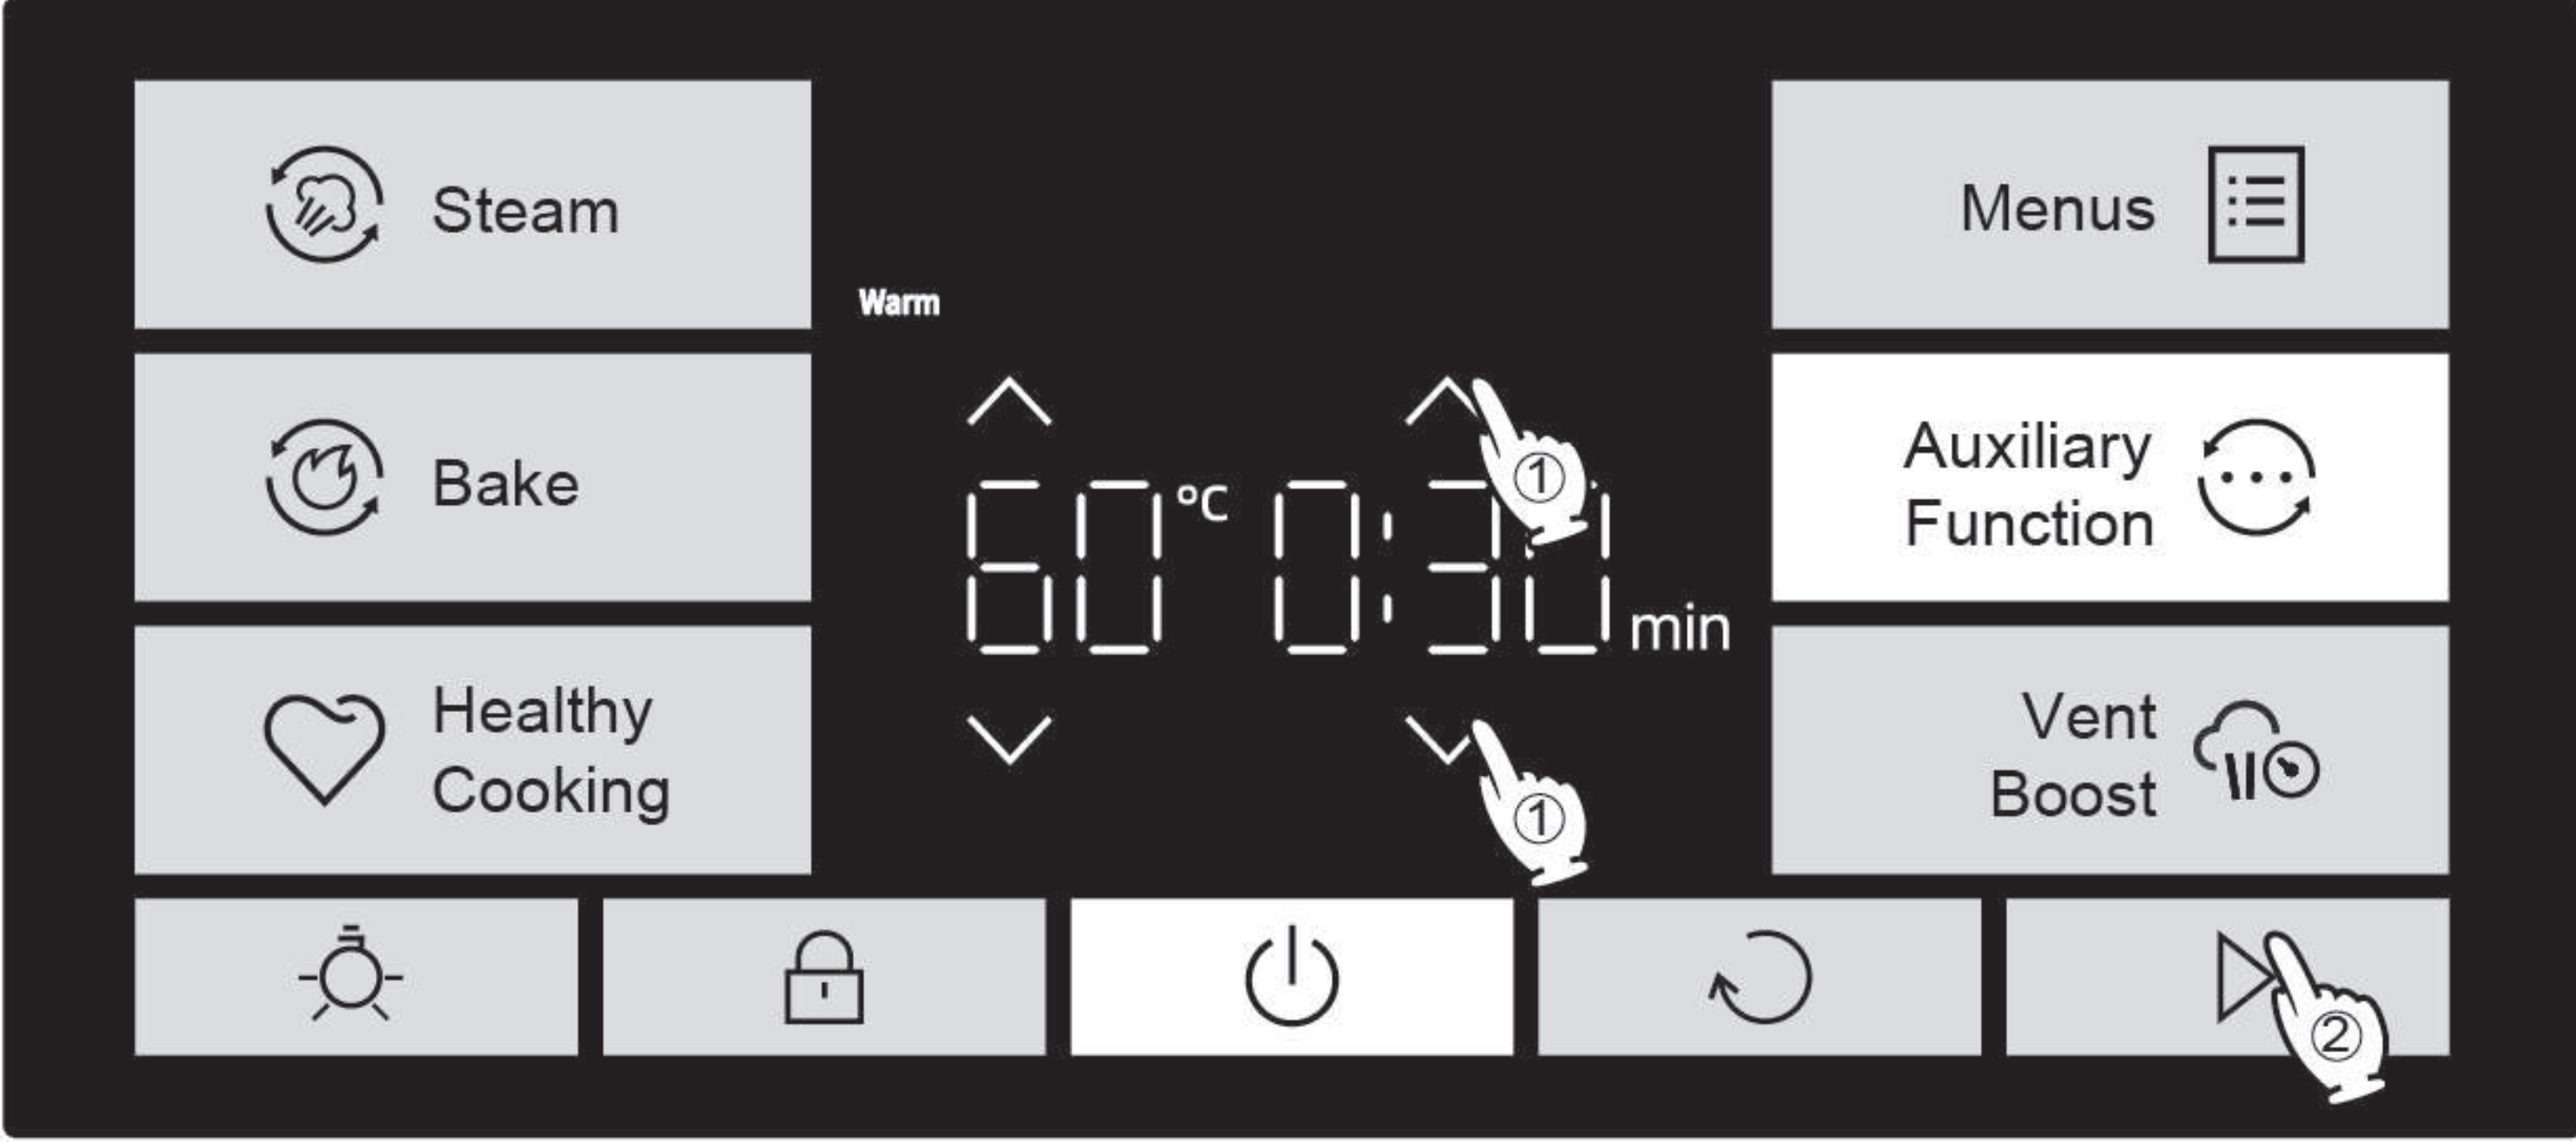 Steam
Menus
Warm
Bake
Auxiliary
Function
60 °C 0:30 min
①
Healthy
Cooking
Vent
Boost
①
②